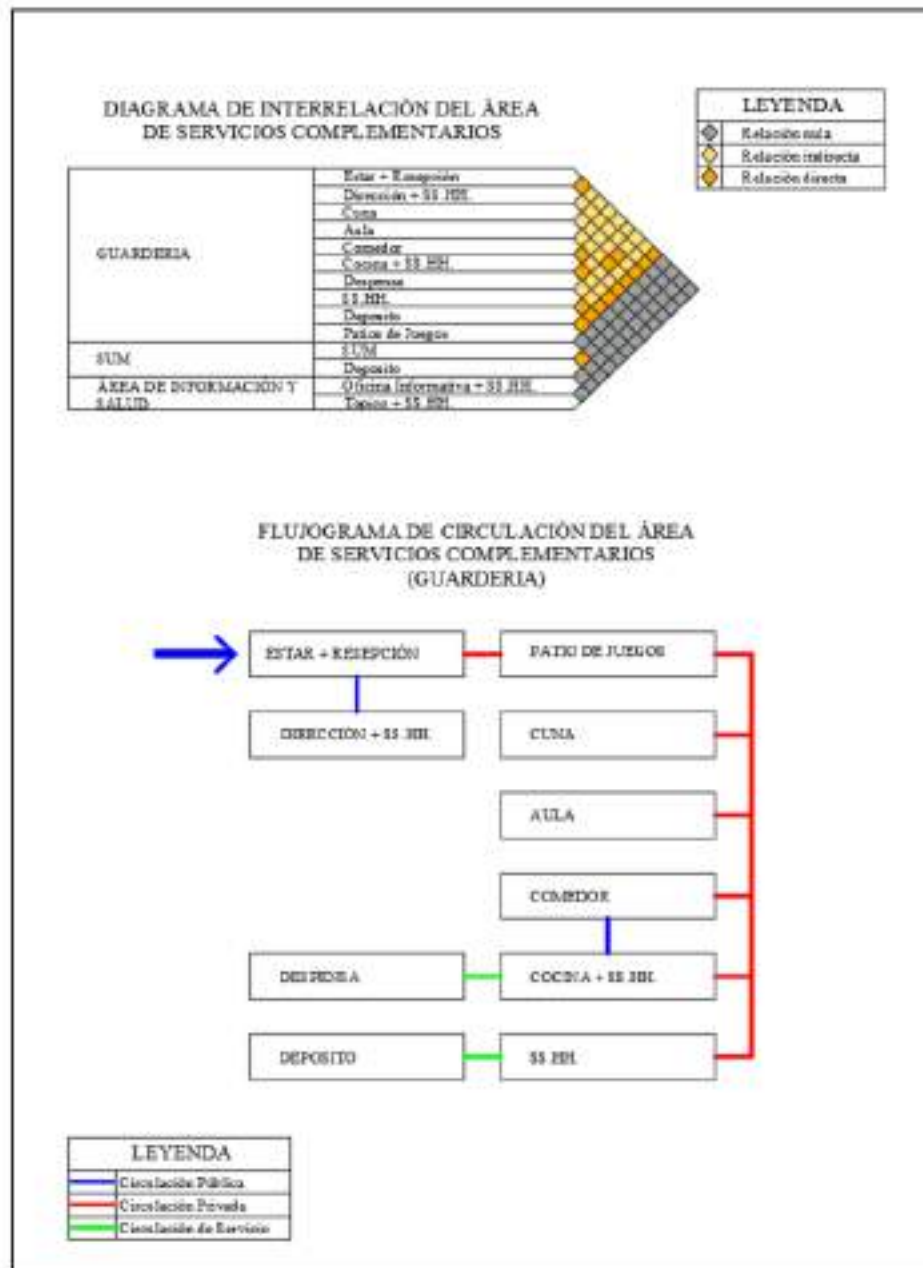 DIAGRAMA DE INTERRELACIÓN DEL ÀREA
DE SERVICIOS COMPLEMENTARIOS
LEYENDA
Relación nula
Relación indirecta
Relación directa
GUARDERIA
Estar + Resepción
Dirección + SS.HH.
Cuna
Aula
Comedor
Cocina + SS.HH.
Despensa
SS.HH.
Deposito
Patios de Juegos
SUM
SUM
Deposito
ÀREA DE INFORMACIÓN Y
SALUD
Oficina Informativa + SS.HH.
Topico + SS.HH.
FLUJOGRAMA DE CIRCULACIÓN DEL ÀREA
DE SERVICIOS COMPLEMENTARIOS
(GUARDERIA)
ESTAR + RESEPCIÓN
PATIO DE JUEGOS
DIRECCIÓN + SS.HH.
CUNA
AULA
COMEDOR
DESPENSA
COCINA + SS.HH.
DEPOSITO
SS.HH.
LEYENDA
Circulación Pública
Circulación Privada
Circulación de Servicio